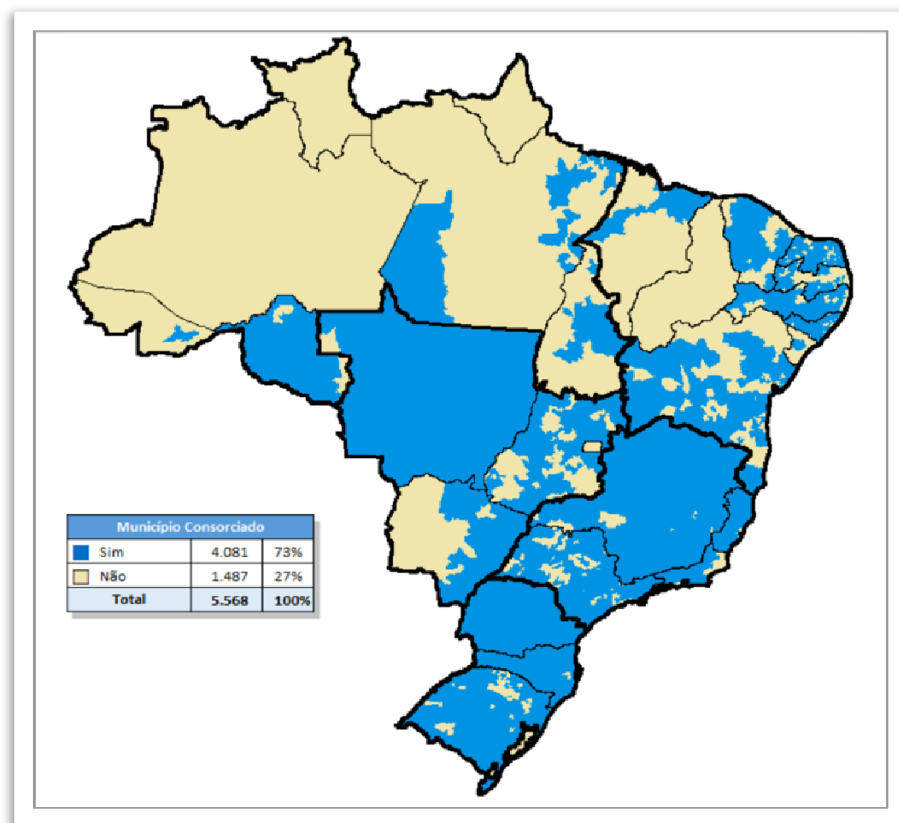 Município Consorciado
Sim 4.081 73%
Não 1.487 27%
Total 5.568 100%